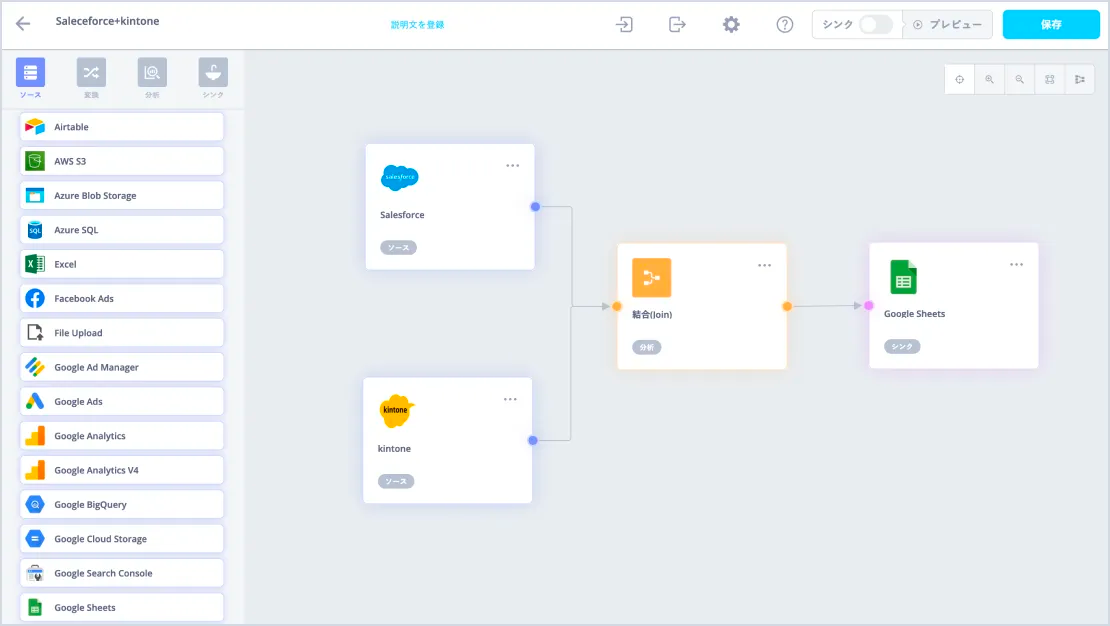 Saleceforce+kintone
説明文を登録
シンク
プレビュー
保存
ソース
変換
分析
シンク
Airtable
AWS S3
Azure Blob Storage
SQL
Azure SQL
Excel
Facebook Ads
File Upload
Google Ad Manager
Google Ads
Google Analytics
Google Analytics V4
Google BigQuery
Google Cloud Storage
Google Search Console
Google Sheets
salesforce
Salesforce
ソース
kintone
kintone
ソース
結合(Join)
分析
Google Sheets
シンク